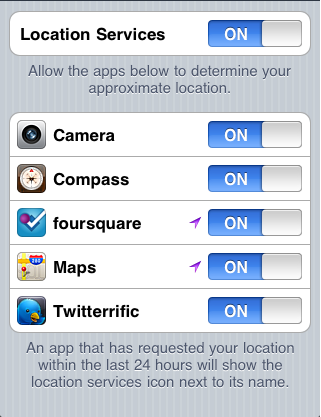 Location Services ON
Allow the apps below to determine your
approximate location.
Camera ON
Compass ON
foursquare ON
Maps ON
Twitterrific ON
An app that has requested your location
within the last 24 hours will show the
location services icon next to its name.